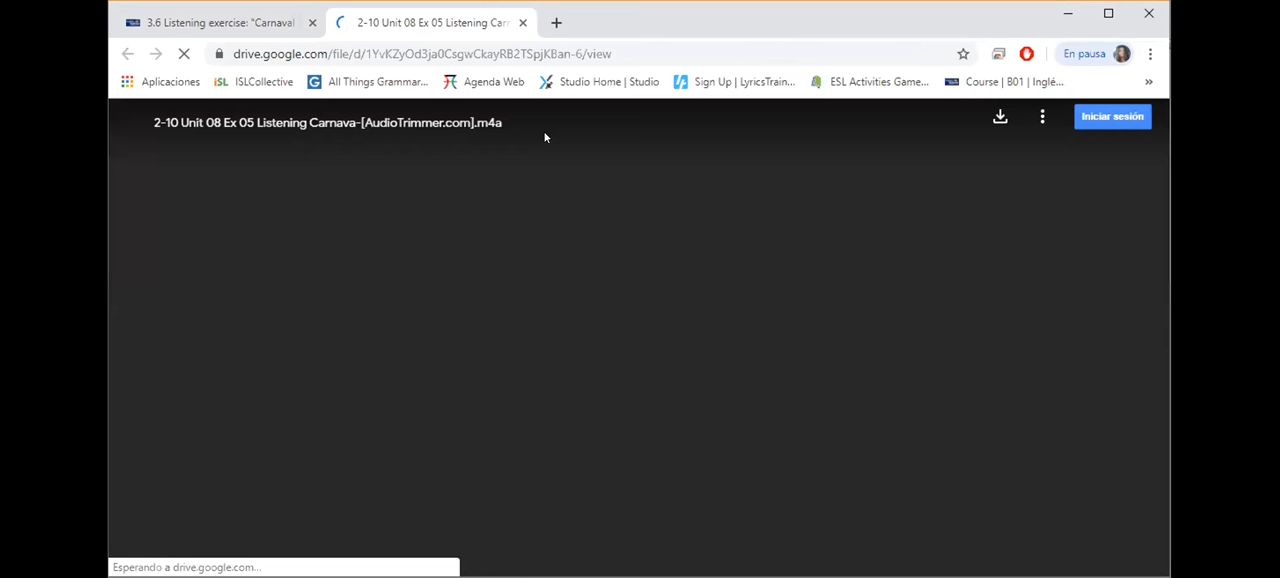 3.6 Listening exercise: "Carnaval
2-10 Unit 08 Ex 05 Listening Carn
drive.google.com/file/d/1YvKZyOd3ja0CsgwCkayRB2TSpjKBan-6/view
En pausa
Aplicaciones
iSL ISLCollective
G All Things Grammar...
Agenda Web
Studio Home | Studio
Sign Up | LyricsTrain...
ESL Activities Game...
Course | B01 | Inglé...
»
2-10 Unit 08 Ex 05 Listening Carnava-[AudioTrimmer.com].m4a
Iniciar sesión
Esperando a drive.google.com...